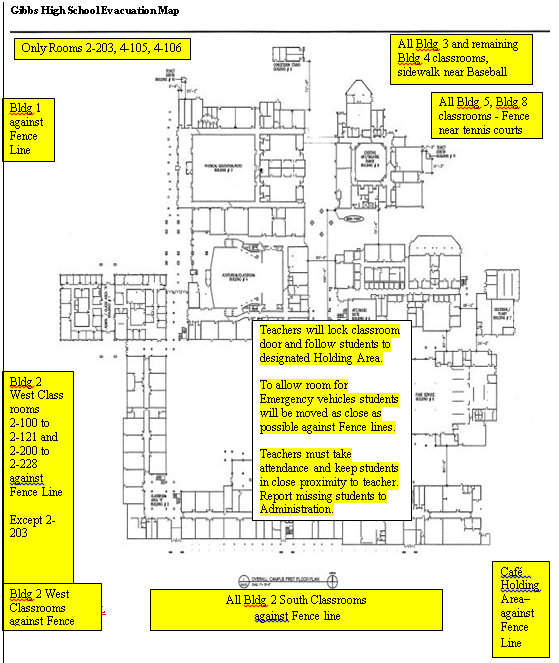 Gibbs High School Evacuation Map
Only Rooms 2-203, 4-105, 4-106
All Bldg 3 and remaining
Bldg 4 classrooms,
sidewalk near Baseball
All Bldg 5, Bldg 8
classrooms - Fence
near tennis courts
Bldg 1
against
Fence
Line
Teachers will lock classroom
door and follow students to
designated Holding Area.
To allow room for
Emergency vehicles students
will be moved as close as
possible against Fence lines.
Teachers must take
attendance and keep students
in close proximity to teacher.
Report missing students to
Administration.
Bldg 2
West Class
rooms
2-100 to
2-121 and
2-200 to
2-228
against
Fence Line
Except 2-
203
Bldg 2 West
Classrooms
against Fence
All Bldg 2 South Classrooms
against Fence line
Café
Holding
Area–
against
Fence
Line
OVERALL CAMPUS FIRST FLOOR PLAN